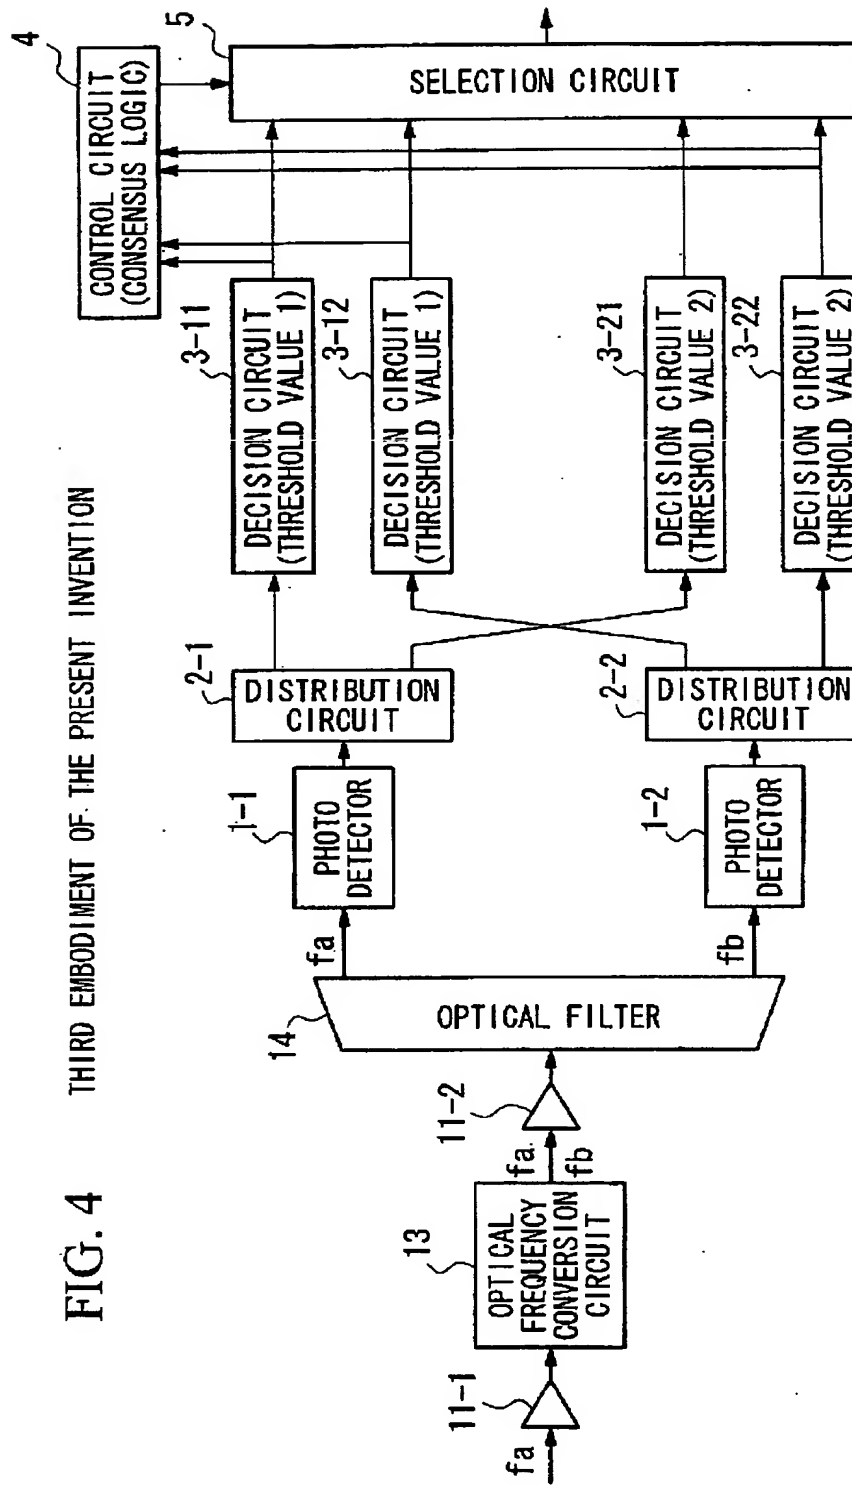 FIG. 4
THIRD EMBODIMENT OF THE PRESENT INVENTION
fa
11-1
13
OPTICAL
FREQUENCY
CONVERSION
CIRCUIT
fa
fb
11-2
14
OPTICAL FILTER
fa
fb
1-1
PHOTO
DETECTOR
1-2
PHOTO
DETECTOR
2-1
DISTRIBUTION
CIRCUIT
2-2
DISTRIBUTION
CIRCUIT
3-11
DECISION CIRCUIT
(THRESHOLD VALUE 1)
3-12
DECISION CIRCUIT
(THRESHOLD VALUE 1)
3-21
DECISION CIRCUIT
(THRESHOLD VALUE 2)
3-22
DECISION CIRCUIT
(THRESHOLD VALUE 2)
4
CONTROL CIRCUIT
(CONSENSUS LOGIC)
5
SELECTION CIRCUIT